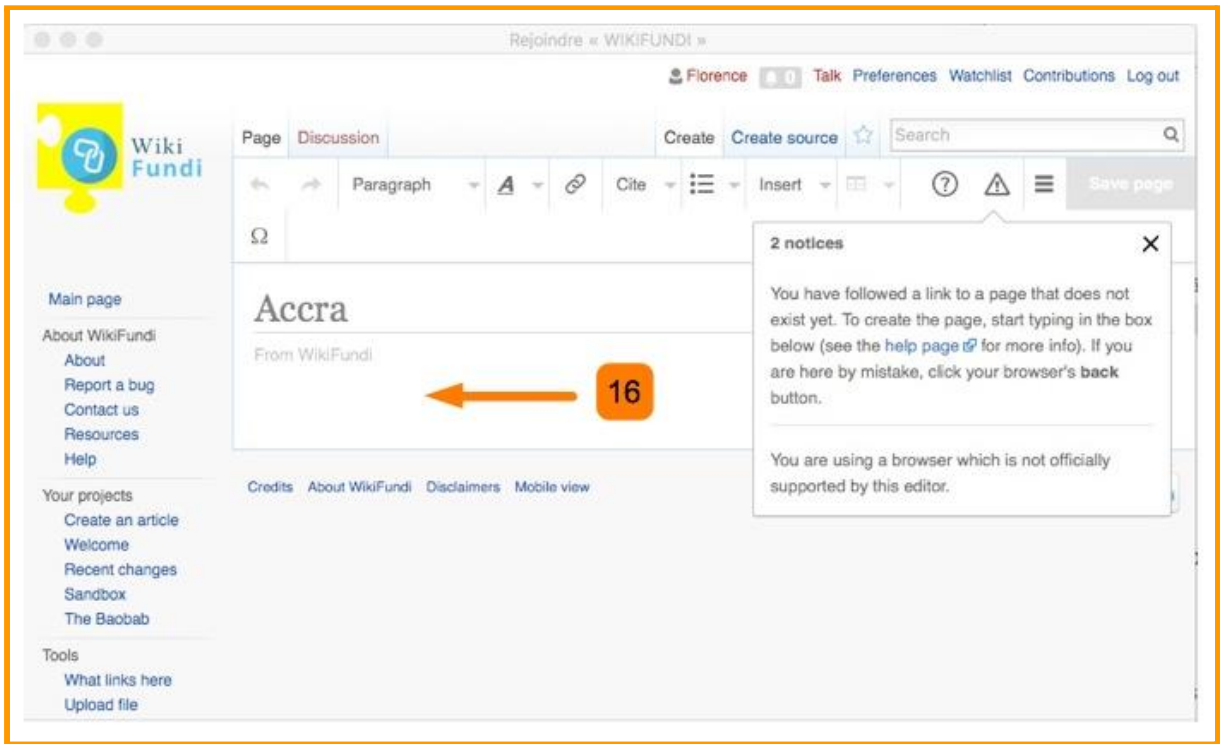 Rejoindre « WIKIFUNDI »
Florence 0 Talk Preferences Watchlist Contributions Log out
Wiki
Fundi
Page Discussion Create Create source Search
Paragraph A Cite Insert Save page
Ω
2 notices
You have followed a link to a page that does not
exist yet. To create the page, start typing in the box
below (see the help page for more info). If you
are here by mistake, click your browser's back
button.
You are using a browser which is not officially
supported by this editor.
Accra
From WikiFundi
16
Credits About WikiFundi Disclaimers Mobile view
Main page
About WikiFundi
About
Report a bug
Contact us
Resources
Help
Your projects
Create an article
Welcome
Recent changes
Sandbox
The Baobab
Tools
What links here
Upload file